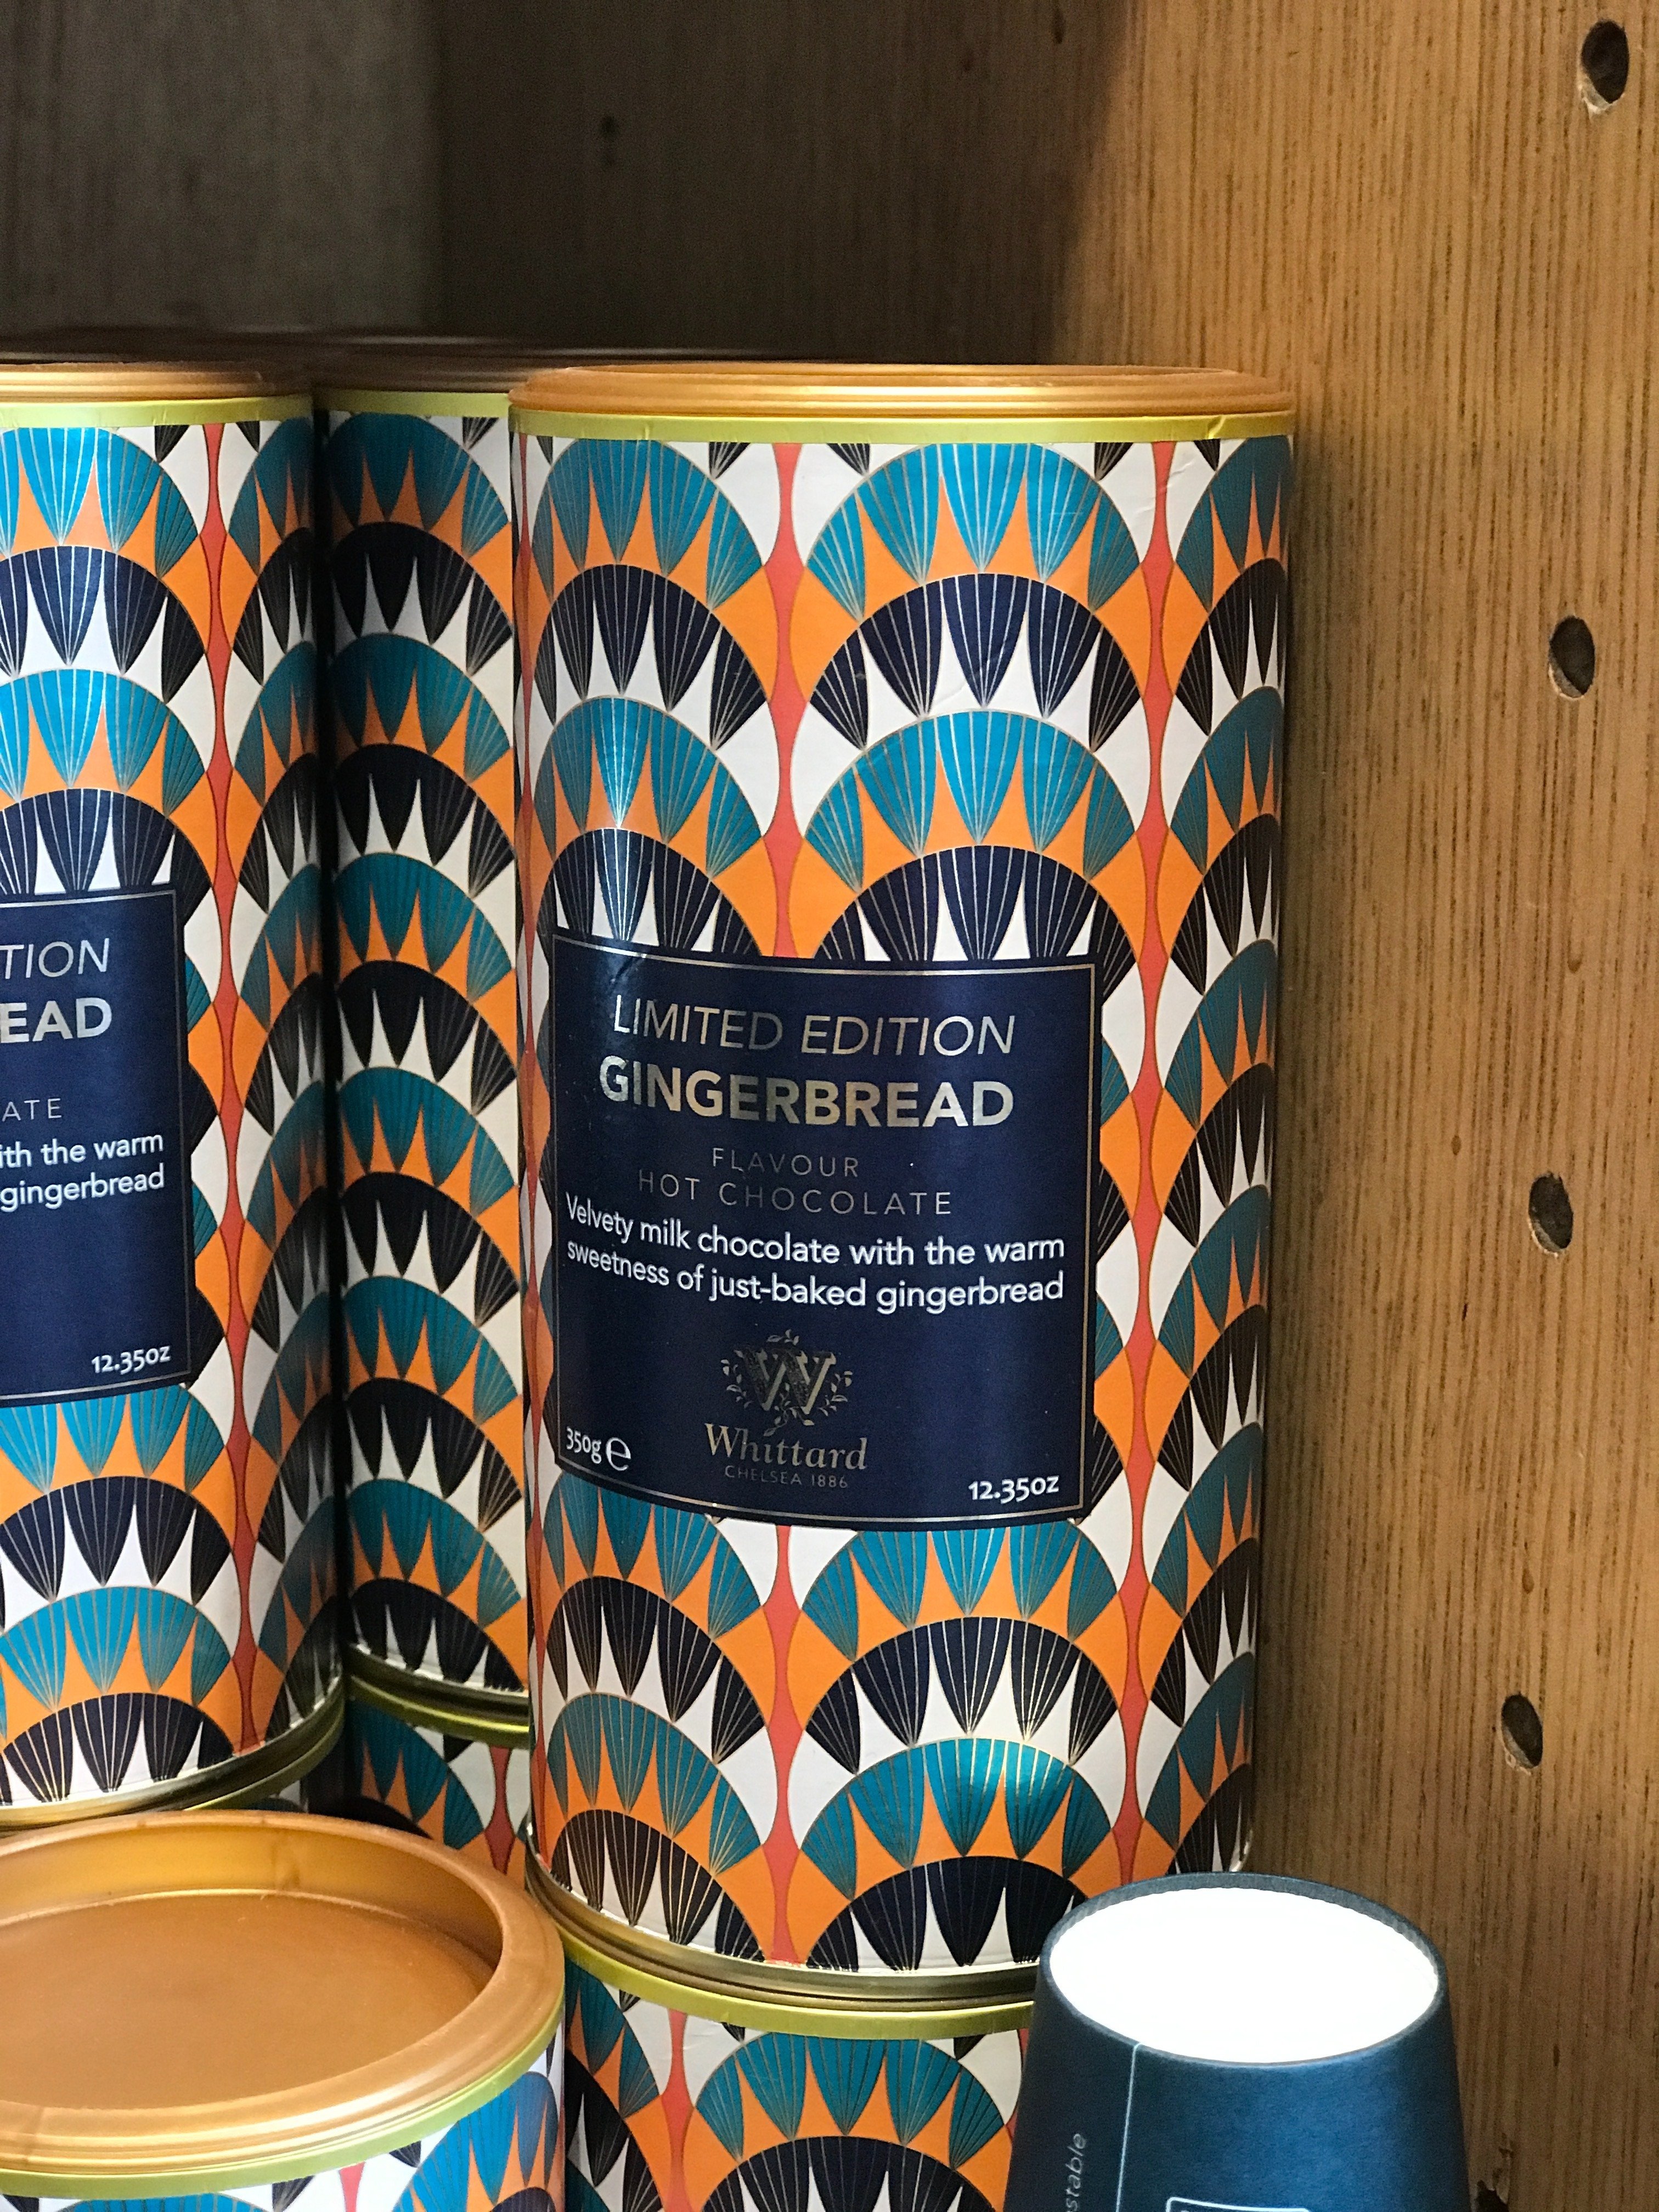 TION
EAD
ATE
ith the warm
gingerbread
12.35oz
LIMITED EDITION
GINGERBREAD
FLAVOUR
HOT CHOCOLATE
Velvety milk chocolate with the warm
sweetness of just-baked gingerbread
W
Whittard
CHELSEA 1886
350g e
12.35oz
stable